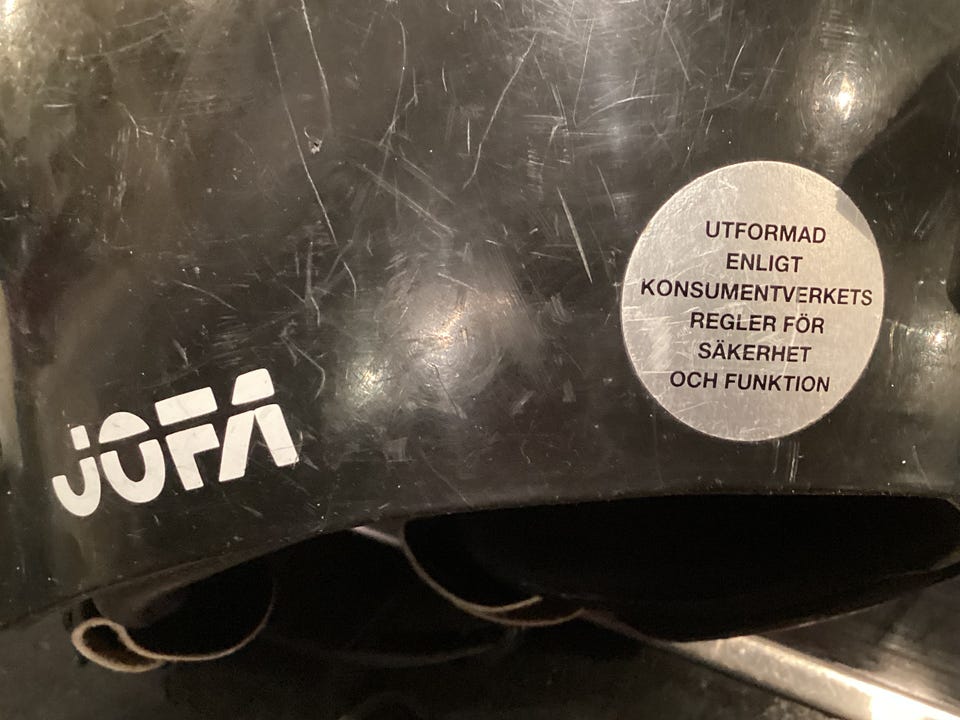 UTFORMAD
ENLIGT
KONSUMENTVERKETS
REGLER FÖR
SÄKERHET
OCH FUNKTION
JOFA